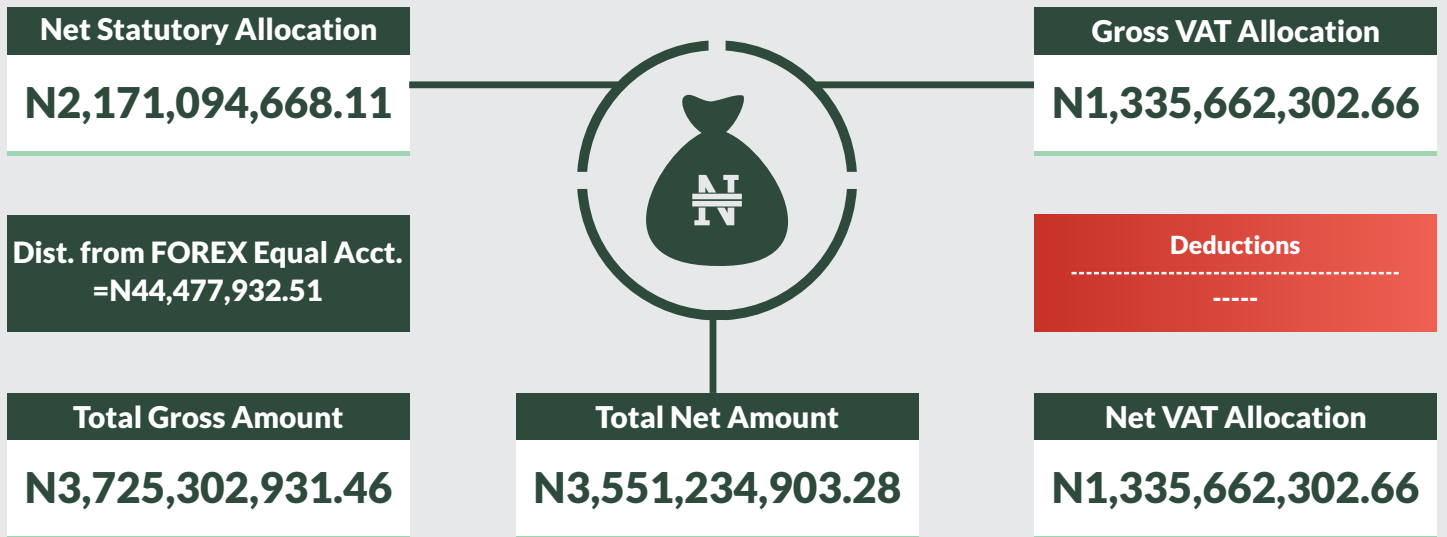 Net Statutory Allocation
N2,171,094,668.11
Gross VAT Allocation
N1,335,662,302.66
₦
Dist. from FOREX Equal Acct.
=N44,477,932.51
Deductions
--------------------------------------------
-----
Total Gross Amount
N3,725,302,931.46
Total Net Amount
N3,551,234,903.28
Net VAT Allocation
N1,335,662,302.66